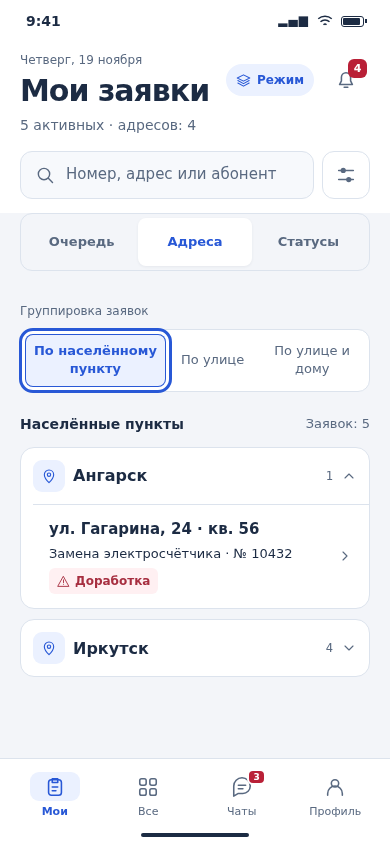 9:41
Четверг, 19 ноября
Мои заявки
Режим
4
5 активных · адресов: 4
Номер, адрес или абонент
Очередь
Адреса
Статусы
Группировка заявок
По населённому
пункту
По улице
По улице и
дому
Населённые пункты
Заявок: 5
Ангарск
1
ул. Гагарина, 24 · кв. 56
Замена электросчётчика · № 10432
Доработка
Иркутск
4
3
Мои
Все
Чаты
Профиль